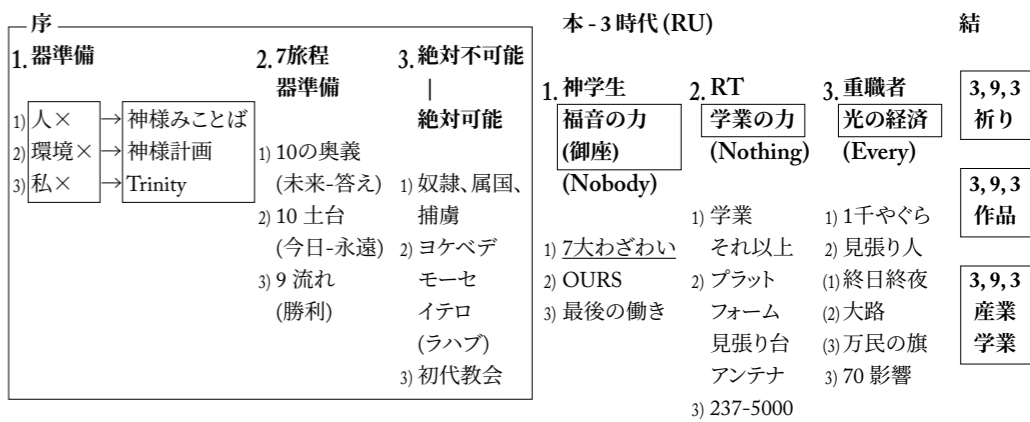 序
1. 器準備
1) 人× → 神様みことば
2) 環境× → 神様計画
3) 私× → Trinity
2. 7旅程
器準備
1) 10の奥義
(未来-答え)
2) 10 土台
(今日-永遠)
3) 9 流れ
(勝利)
3. 絶対不可能
|
絶対可能
1) 奴隷、属国、
捕虜
2) ヨケベデ
モーセ
イテロ
(ラハブ)
3) 初代教会
本 - 3 時代 (RU)
1. 神学生
福音の力
(御座)
(Nobody)
1) 7大わざわい
2) OURS
3) 最後の働き
2. RT
学業の力
(Nothing)
1) 学業
それ以上
2) プラット
フォーム
見張り台
アンテナ
3) 237-5000
3. 重職者
光の経済
(Every)
1) 1千やぐら
2) 見張り人
(1) 終日終夜
(2) 大路
(3) 万民の旗
3) 70 影響
結
3, 9, 3
祈り
3, 9, 3
作品
3, 9, 3
産業
学業